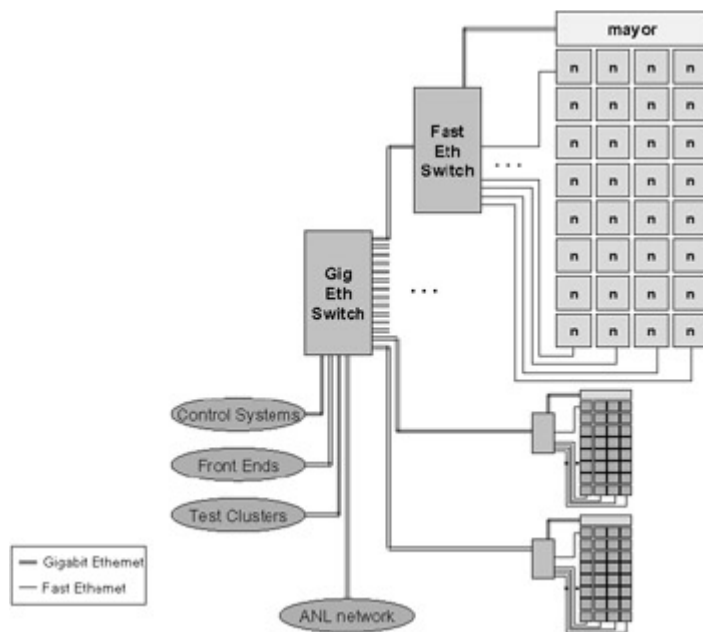 mayor
n n n n
n n n n
n n n n
n n n n
n n n n
n n n n
n n n n
n n n n
Fast
Eth
Switch
. . .
Gig
Eth
Switch
. . .
Control Systems
Front Ends
Test Clusters
ANL network
Gigabit Ethernet
Fast Ethernet